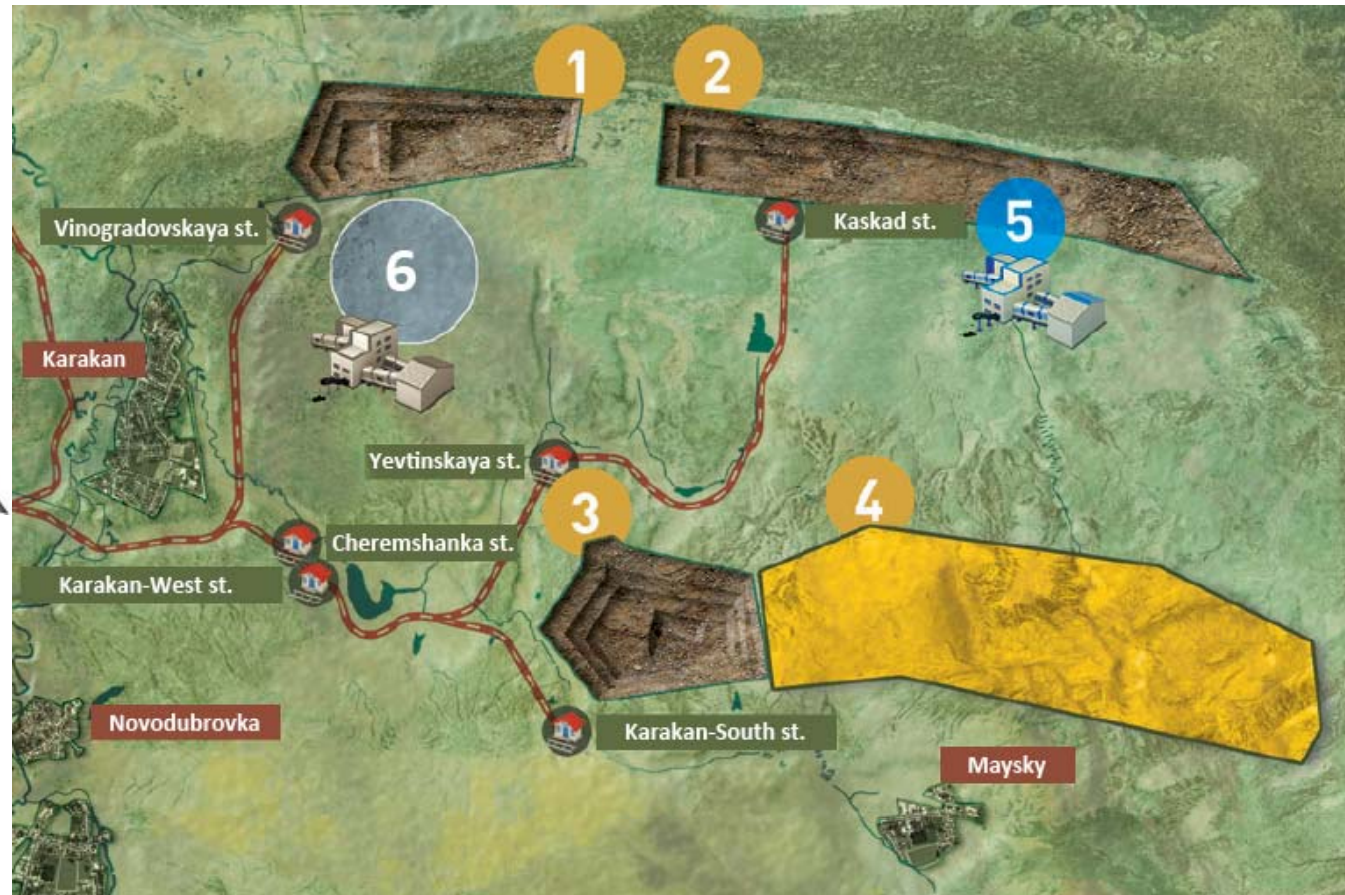 1
2
Vinogradovskaya st.
Kaskad st.
5
6
Karakan
Yevtinskaya st.
3
4
Cheremshanka st.
Karakan-West st.
Novodubrovka
Karakan-South st.
Maysky